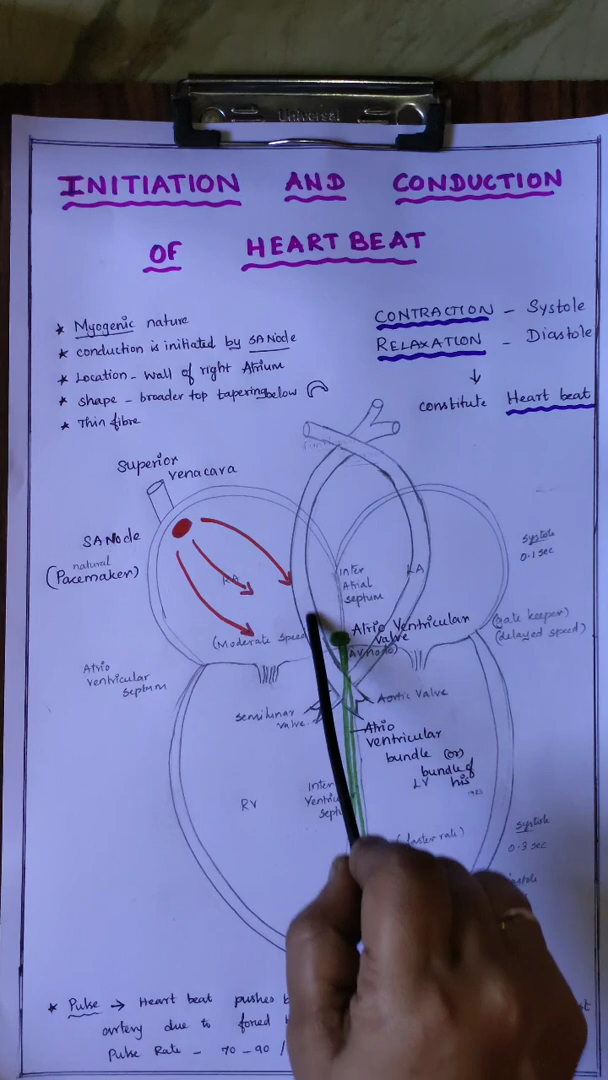 Universal
INITIATION AND CONDUCTION
OF HEART BEAT
* Myogenic nature
* conduction is initiated by SA Node
* Location - wall of right Atrium
* shape - broader top tapering below
* Thin fibre
CONTRACTION - Systole
RELAXATION - Diastole
constitute Heart beat
Superior
venacava
SA Node
natural
(Pacemaker)
RA
LA
Inter
Atrial
septum
systole
0.1 sec
(Moderate speed
Atrio Ventricular
valve
(AV node)
(gate keeper)
(delayed speed)
Atrio
ventricular
septum
semilunar
valve
Aortic valve
Atrio
ventricular
bundle (or)
bundle of
his
RV
LV
Inter
(faster rate)
systole
0.3 sec
* Pulse → Heart beat pushes
artery due to forced
Pulse Rate - 70-90 /